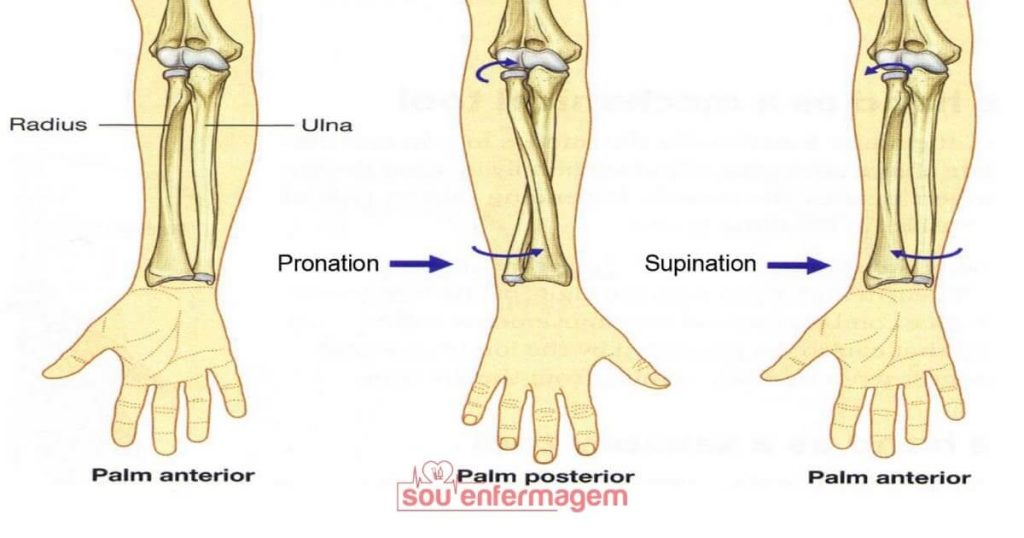 Radius
Ulna
Pronation
Supination
Palm anterior
Palm posterior
Palm anterior
sou enfermagem